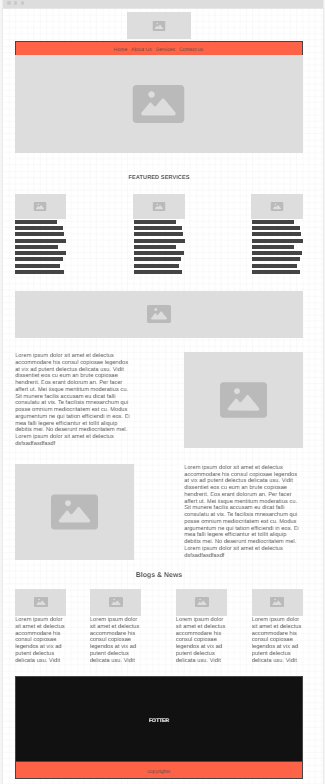 Home About Us Services Contact us
FEATURED SERVICES
Lorem ipsum dolor sit amet et delectus
accommodare his consul copiosae legendos
at vix ad putent delectus calecata usu. Vidit
dissentiet eos cu eum an brute copiosae
hendrerit. Eos erant dolorum an. Per facer
affert ut. Mei iisque mentitum moderatius cu.
Sit munere facilis accusam eu dicat falli
consulatu at vis. Te facilisis mnesarchum qui
posse omnium mediocritatem est cu. Modus
argumentum ne qui tation efficiendi in eos. Ei
mea falli legere efficiantur et tollit aliquip
debitis mei. No deserunt mediocritatem mel.
Lorem ipsum dolor sit amet et delectus
dsfasdfasdfasdf
Lorem ipsum dolor sit amet et delectus
accommodare his consul copiosae legendos
at vix ad putent delectus calecata usu. Vidit
dissentiet eos cu eum an brute copiosae
hendrerit. Eos erant dolorum an. Per facer
affert ut. Mei iisque mentitum moderatius cu.
Sit munere facilis accusam eu dicat falli
consulatu at vis. Te facilisis mnesarchum qui
posse omnium mediocritatem est cu. Modus
argumentum ne qui tation efficiendi in eos. Ei
mea falli legere efficiantur et tollit aliquip
debitis mei. No deserunt mediocritatem mel.
Lorem ipsum dolor sit amet et delectus
Blogs & News
Lorem ipsum dolor
sit amet et delectus
accommodare his
consul copiosae
legendos at vix ad
putent delectus
delicata usu. Vidit
Lorem ipsum dolor
sit amet et delectus
accommodare his
consul copiosae
legendos at vix ad
putent delectus
delicata usu. Vidit
Lorem ipsum dolor
sit amet et delectus
accommodare his
consul copiosae
legendos at vix ad
putent delectus
delicata usu. Vidit
Lorem ipsum dolor
sit amet et delectus
accommodare his
consul copiosae
legendos at vix ad
putent delectus
delicata usu. Vidit
FOTTER
copyrights